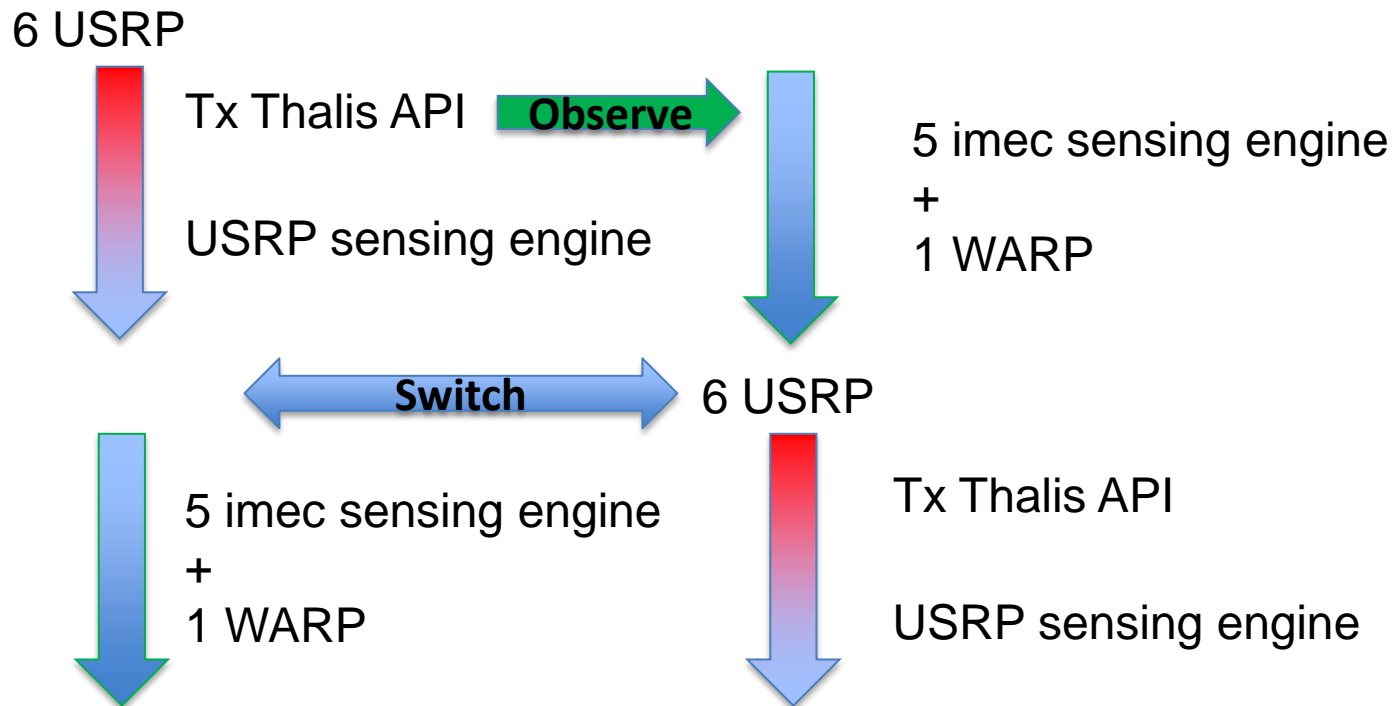 6 USRP
Tx Thalis API
Observe
USRP sensing engine
5 imec sensing engine
+
1 WARP
Switch
6 USRP
5 imec sensing engine
+
1 WARP
Tx Thalis API
USRP sensing engine